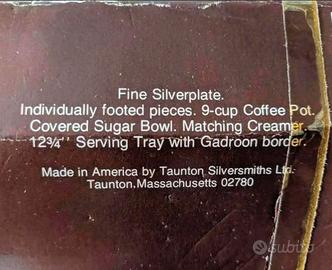 Fine Silverplate.
Individually footed pieces. 9-cup Coffee Pot.
Covered Sugar Bowl. Matching Creamer.
12¾'' Serving Tray with Gadroon border.
Made in America by Taunton Silversmiths Ltd.
Taunton, Massachusetts 02780
subito